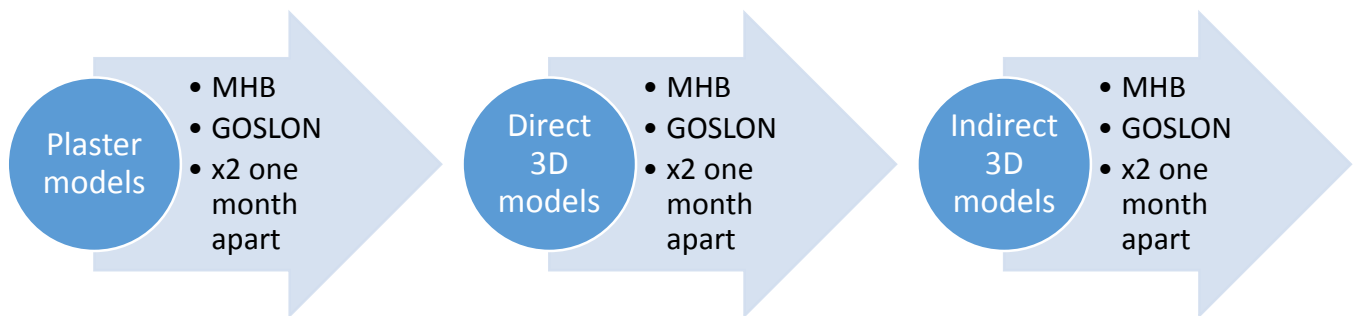 Plaster
models
• MHB
• GOSLON
• x2 one
month
apart
Direct
3D
models
• MHB
• GOSLON
• x2 one
month
apart
Indirect
3D
models
• MHB
• GOSLON
• x2 one
month
apart